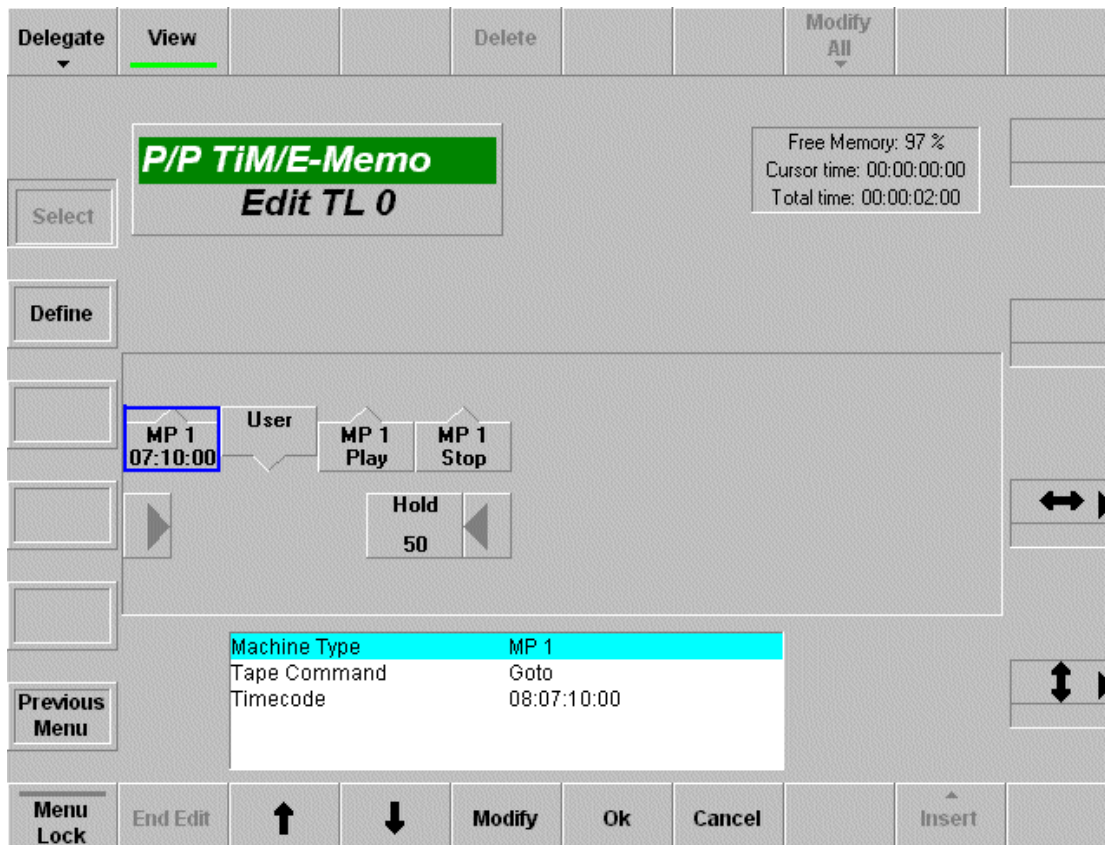 Delegate
View
Delete
Modify
All
P/P TiM/E-Memo
Edit TL 0
Free Memory: 97 %
Cursor time: 00:00:00:00
Total time: 00:00:02:00
Select
Define
MP 1
07:10:00
User
MP 1
Play
MP 1
Stop
Hold
50
Machine Type MP 1
Tape Command Goto
Timecode 08:07:10:00
Previous
Menu
Menu
Lock
End Edit
Modify
Ok
Cancel
Insert